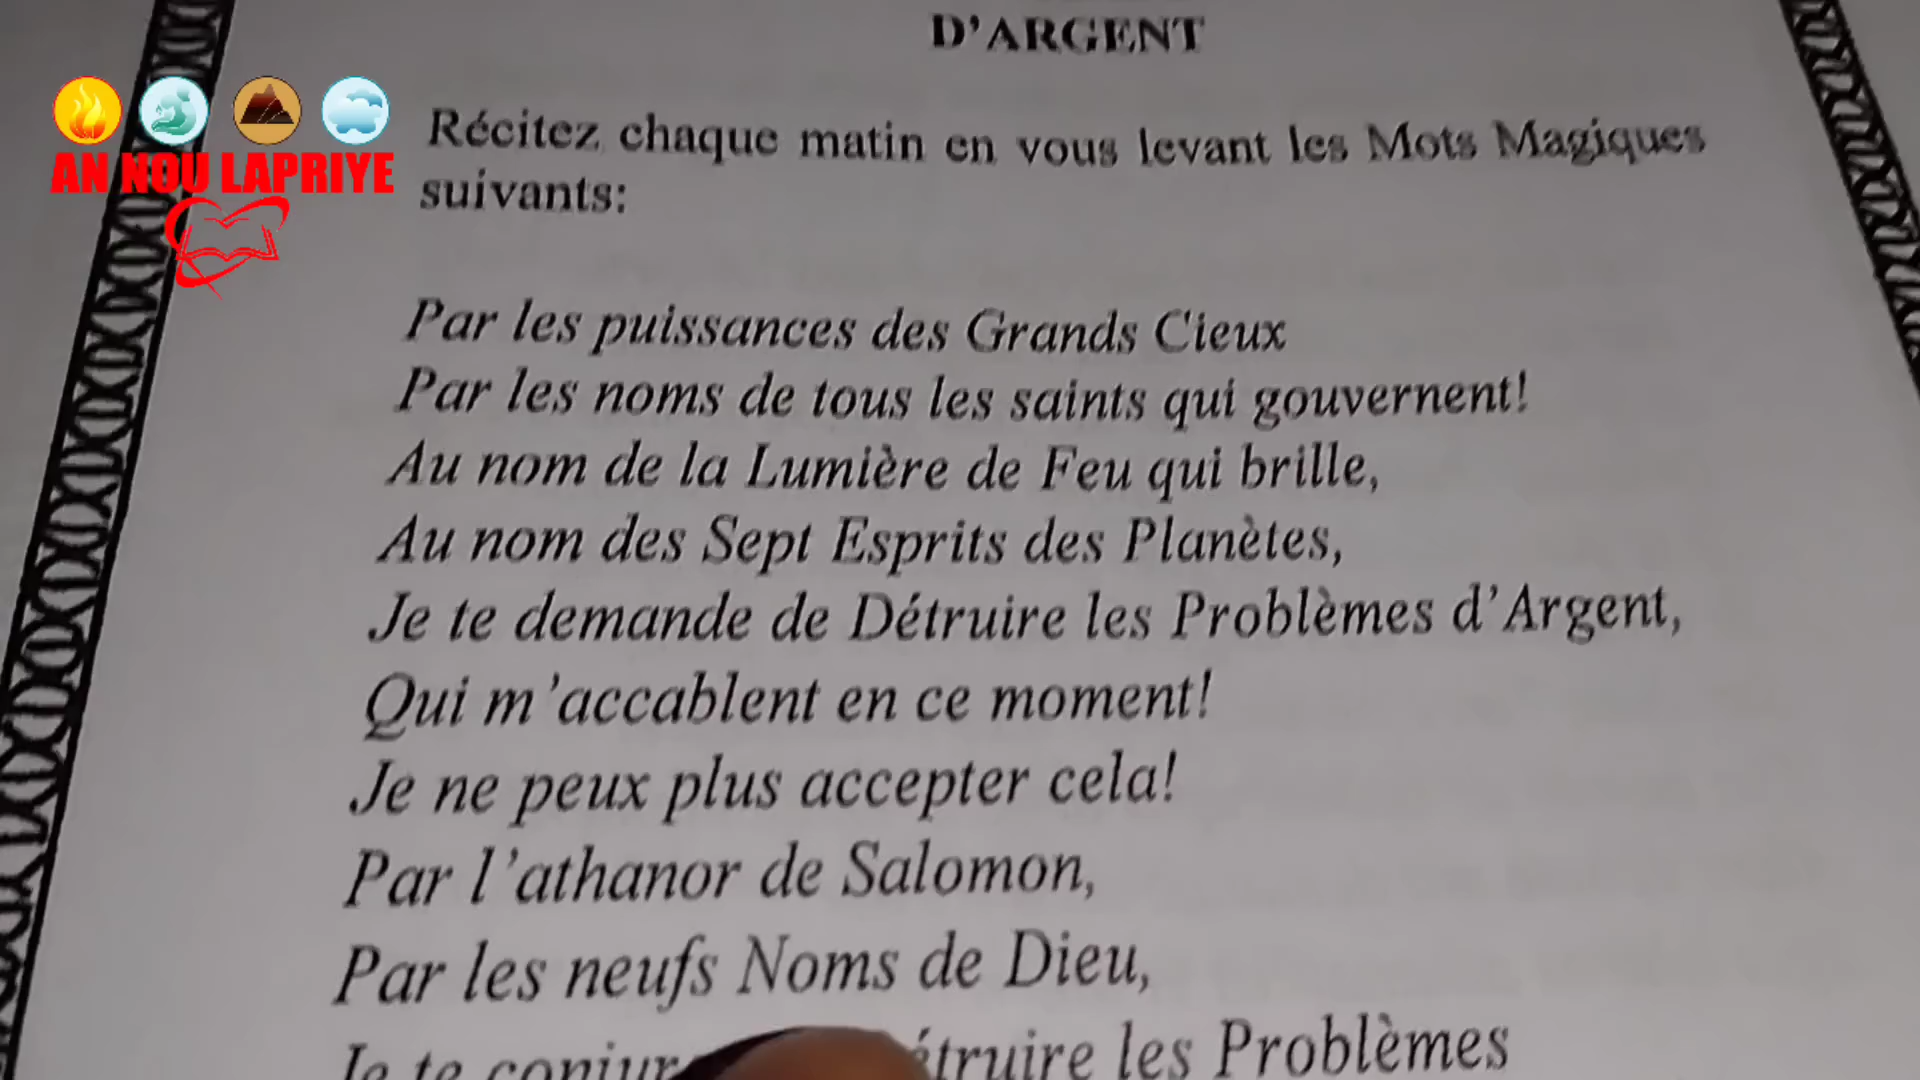 D'ARGENT
AN NOU LAPRIYE
Récitez chaque matin en vous levant les Mots Magiques
suivants:
Par les puissances des Grands Cieux
Par les noms de tous les saints qui gouvernent!
Au nom de la Lumière de Feu qui brille,
Au nom des Sept Esprits des Planètes,
Je te demande de Détruire les Problèmes d'Argent,
Qui m'accablent en ce moment!
Je ne peux plus accepter cela!
Par l'athanor de Salomon,
Par les neufs Noms de Dieu,
Je te les Problèmes